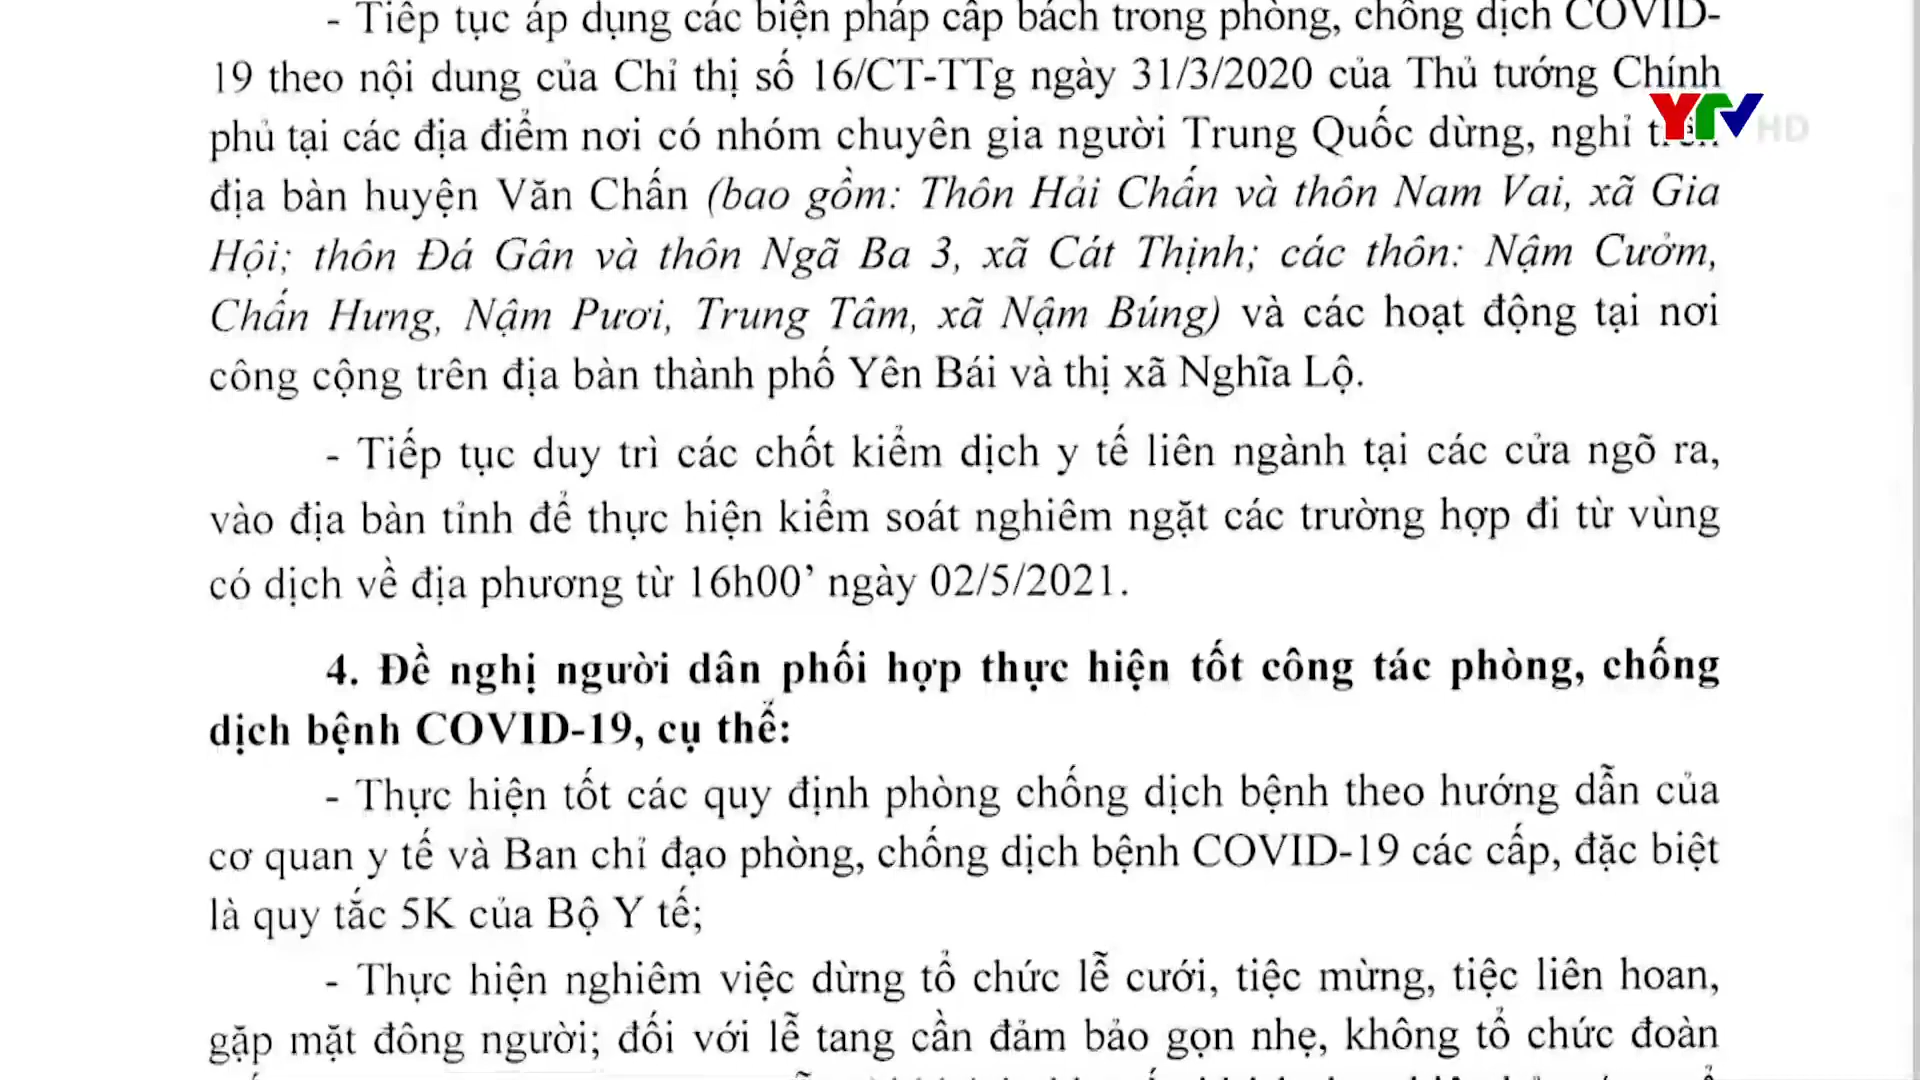 - Tiếp tục áp dụng các biện pháp cấp bách trong phòng, chống dịch COVID-
19 theo nội dung của Chỉ thị số 16/CT-TTg ngày 31/3/2020 của Thủ tướng Chính
YTV HD
phủ tại các địa điểm nơi có nhóm chuyên gia người Trung Quốc dừng, nghỉ trên
địa bàn huyện Văn Chấn (bao gồm: Thôn Hải Chấn và thôn Nam Vai, xã Gia
Hội; thôn Đá Gân và thôn Ngã Ba 3, xã Cát Thịnh; các thôn: Nậm Cưởm,
Chấn Hưng, Nậm Pươi, Trung Tâm, xã Nậm Búng) và các hoạt động tại nơi
công cộng trên địa bàn thành phố Yên Bái và thị xã Nghĩa Lộ.
- Tiếp tục duy trì các chốt kiểm dịch y tế liên ngành tại các cửa ngõ ra,
vào địa bàn tỉnh để thực hiện kiểm soát nghiêm ngặt các trường hợp đi từ vùng
có dịch về địa phương từ 16h00’ ngày 02/5/2021.
4. Đề nghị người dân phối hợp thực hiện tốt công tác phòng, chống
dịch bệnh COVID-19, cụ thể:
- Thực hiện tốt các quy định phòng chống dịch bệnh theo hướng dẫn của
cơ quan y tế và Ban chỉ đạo phòng, chống dịch bệnh COVID-19 các cấp, đặc biệt
là quy tắc 5K của Bộ Y tế;
- Thực hiện nghiêm việc dừng tổ chức lễ cưới, tiệc mừng, tiệc liên hoan,
gặp mặt đông người; đối với lễ tang cần đảm bảo gọn nhẹ, không tổ chức đoàn